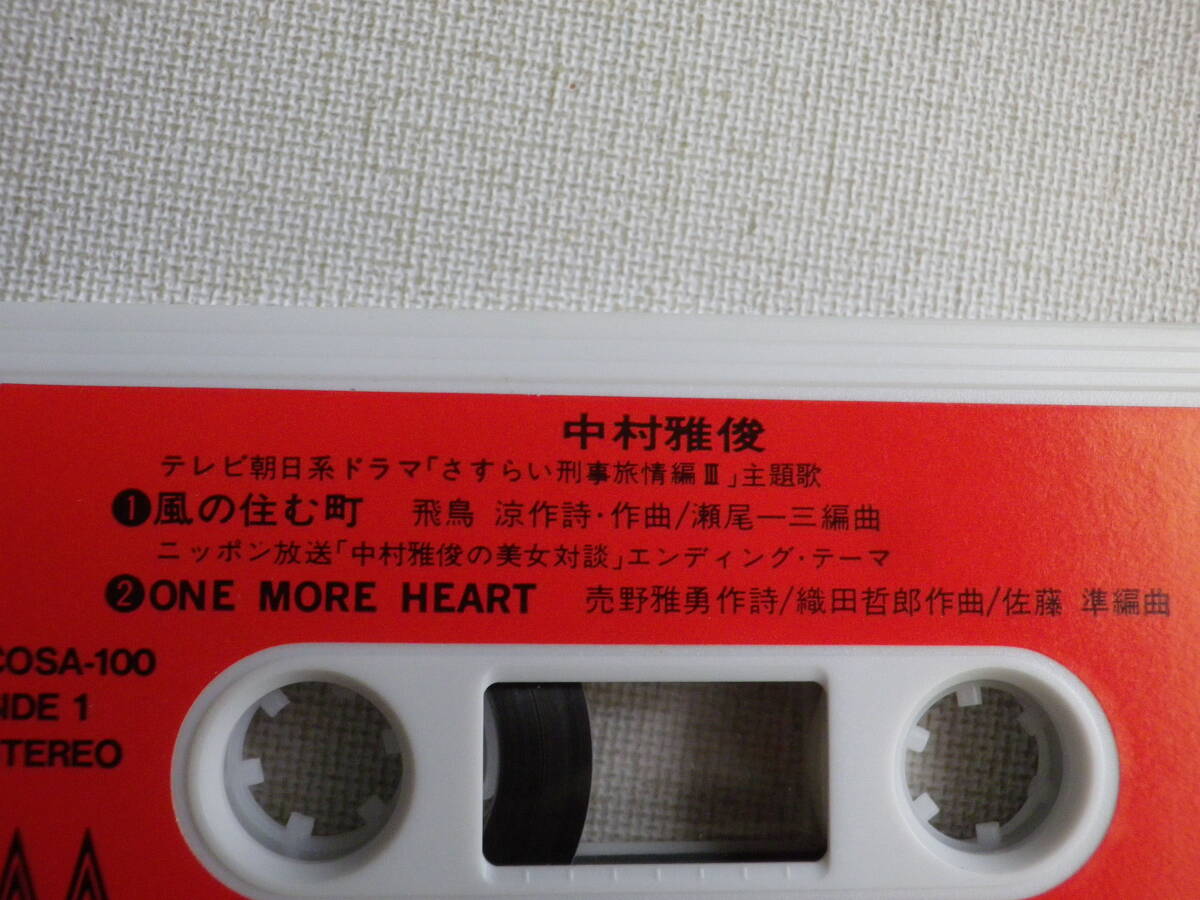 中村雅俊
テレビ朝日系ドラマ「さすらい刑事旅情編Ⅲ」主題歌
❶風の住む町 飛鳥 涼作詩・作曲/瀬尾一三編曲
ニッポン放送「中村雅俊の美女対談」エンディング・テーマ
❷ONE MORE HEART 売野雅勇作詩/織田哲郎作曲/佐藤 準編曲
COSA-100
IDE 1
TEREO